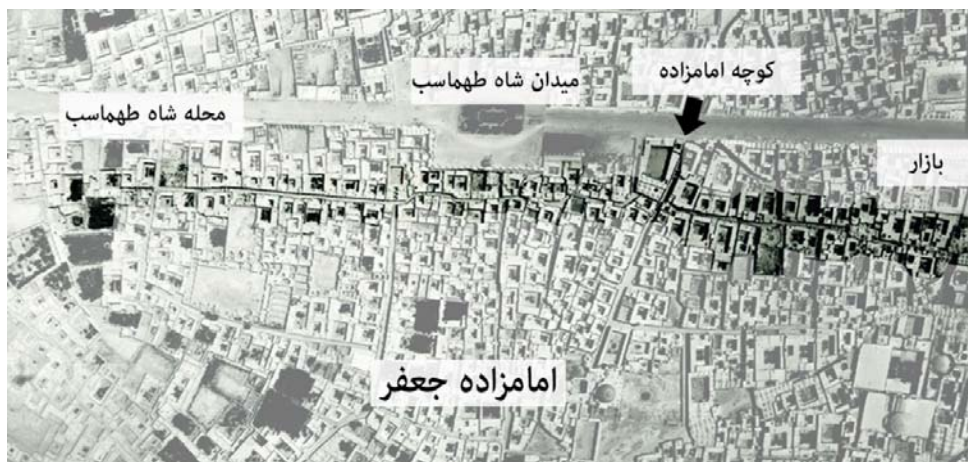 کوچه امامزاده
میدان شاه طهماسب
محله شاه طهماسب
بازار
امامزاده جعفر